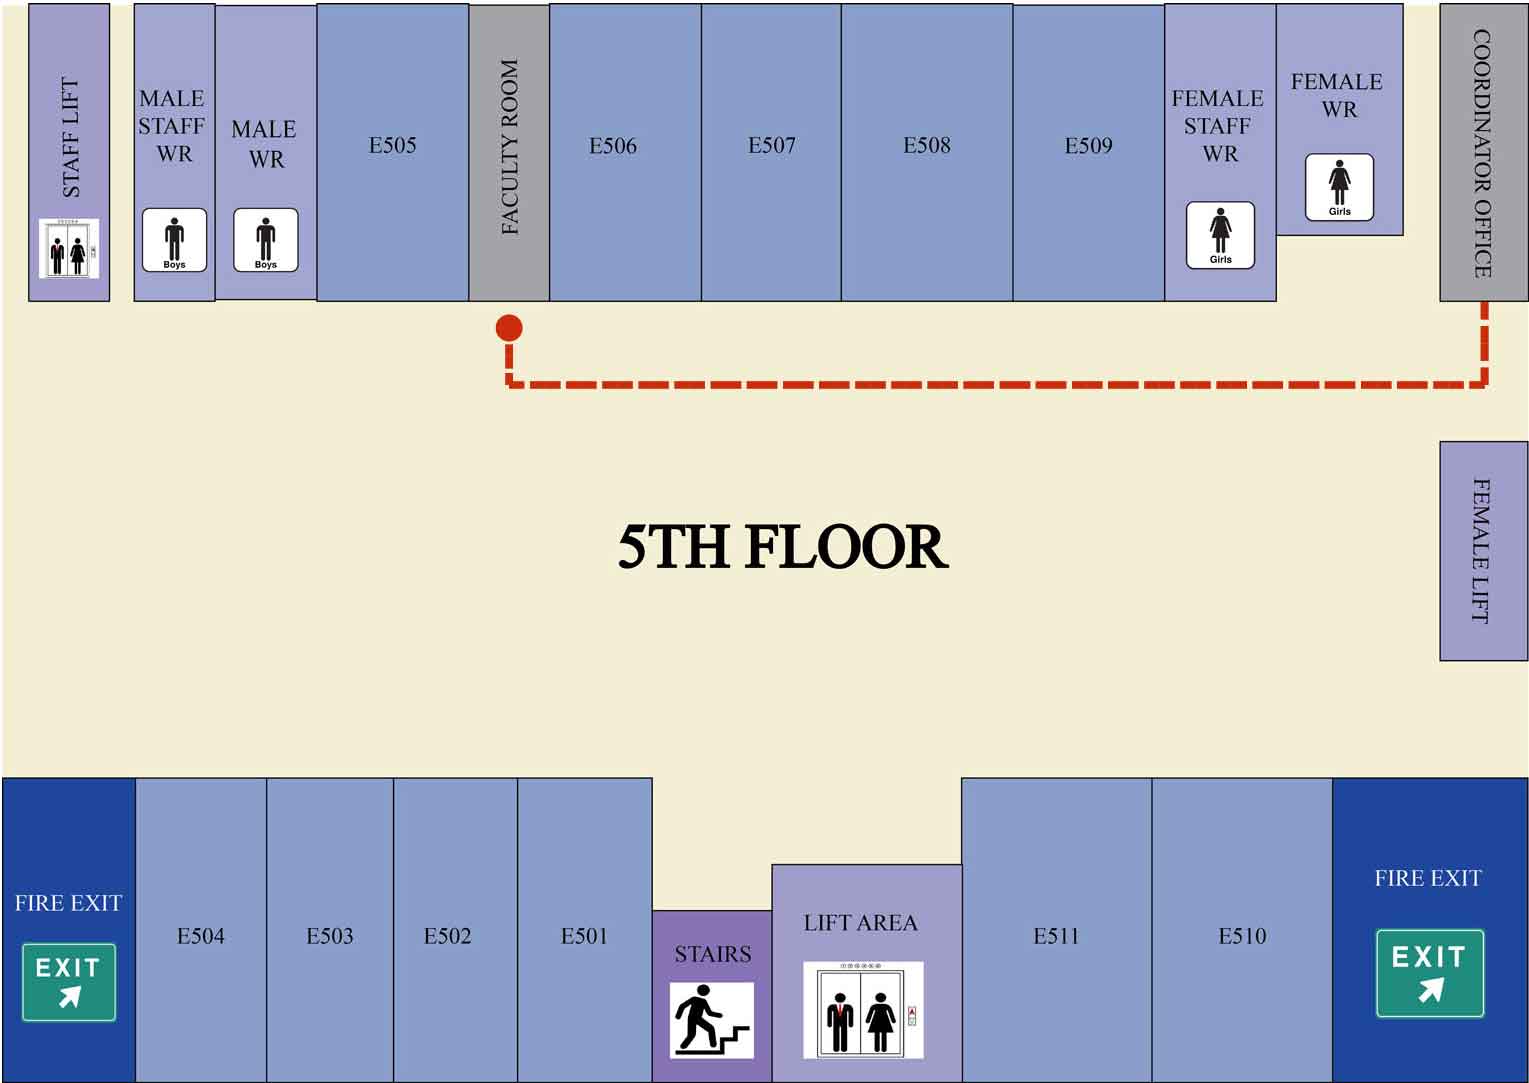 STAFF LIFT
MALE
STAFF
WR
Boys
MALE
WR
Boys
E505
FACULTY ROOM
E506
E507
E508
E509
FEMALE
STAFF
WR
Girls
FEMALE
WR
Girls
COORDINATOR OFFICE
5TH FLOOR
FEMALE LIFT
FIRE EXIT
EXIT
E504
E503
E502
E501
STAIRS
LIFT AREA
E511
E510
FIRE EXIT
EXIT